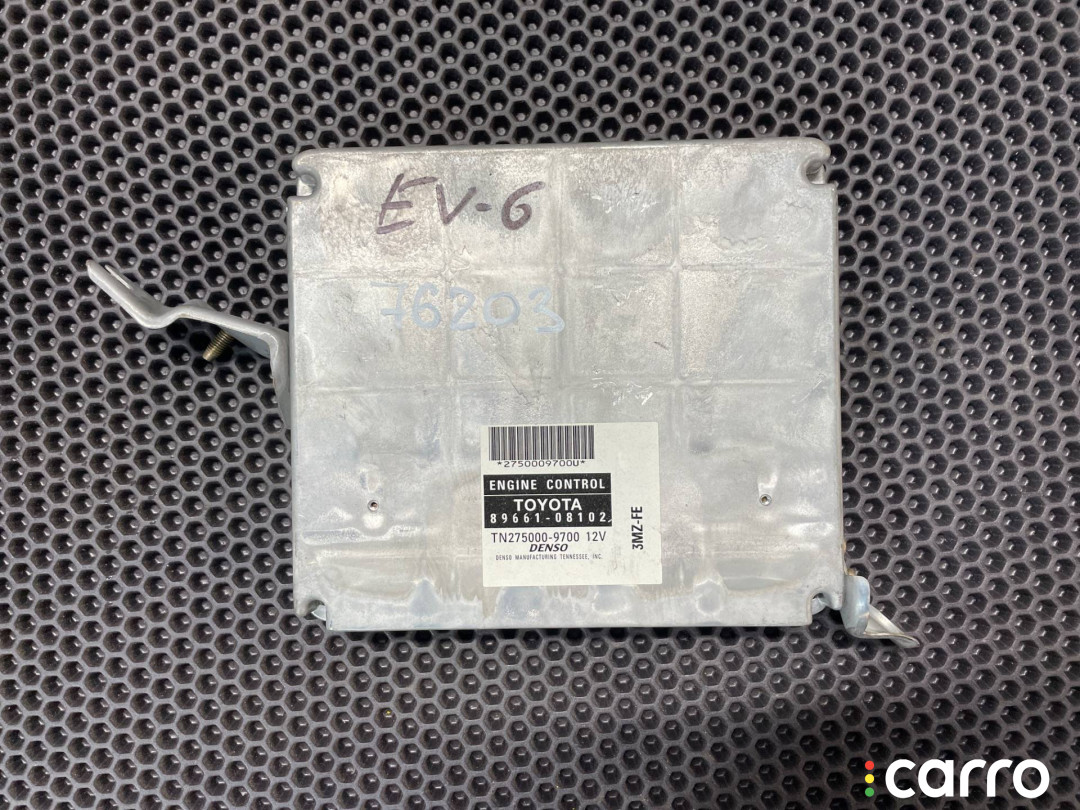 EV-6
76203
*2750009700U*
ENGINE CONTROL
TOYOTA
89661-08102
TN275000-9700 12V
DENSO
DENSO MANUFACTURING TENNESSEE, INC.
3MZ-FE
carro